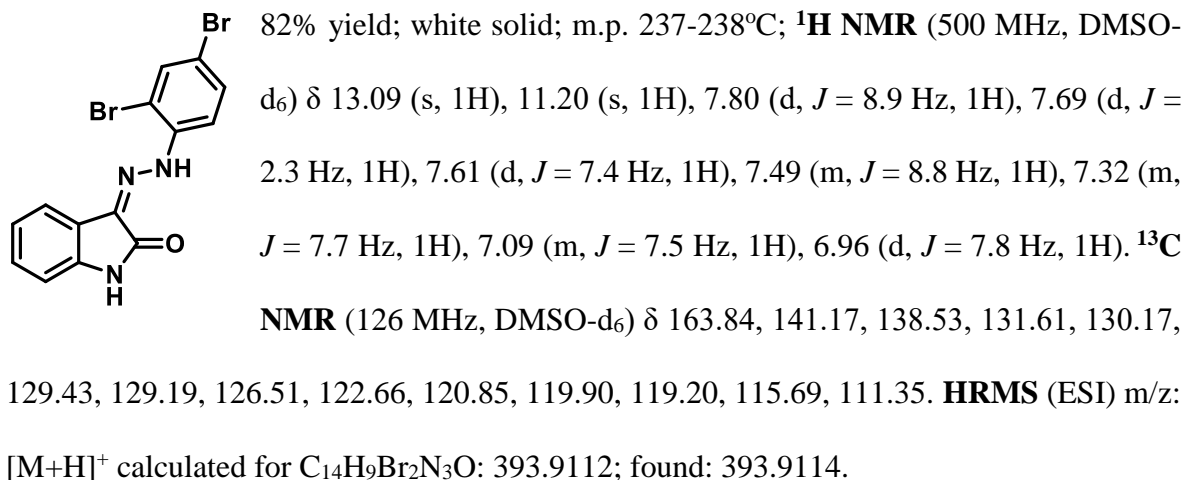 Br
82% yield; white solid; m.p. 237-238°C; ¹H NMR (500 MHz, DMSO-
d₆) δ 13.09 (s, 1H), 11.20 (s, 1H), 7.80 (d, J = 8.9 Hz, 1H), 7.69 (d, J =
Br
2.3 Hz, 1H), 7.61 (d, J = 7.4 Hz, 1H), 7.49 (m, J = 8.8 Hz, 1H), 7.32 (m,
N NH
J = 7.7 Hz, 1H), 7.09 (m, J = 7.5 Hz, 1H), 6.96 (d, J = 7.8 Hz, 1H). ¹³C
O
N
H
NMR (126 MHz, DMSO-d₆) δ 163.84, 141.17, 138.53, 131.61, 130.17,
129.43, 129.19, 126.51, 122.66, 120.85, 119.90, 119.20, 115.69, 111.35. HRMS (ESI) m/z:
[M+H]⁺ calculated for C₁₄H₉Br₂N₃O: 393.9112; found: 393.9114.